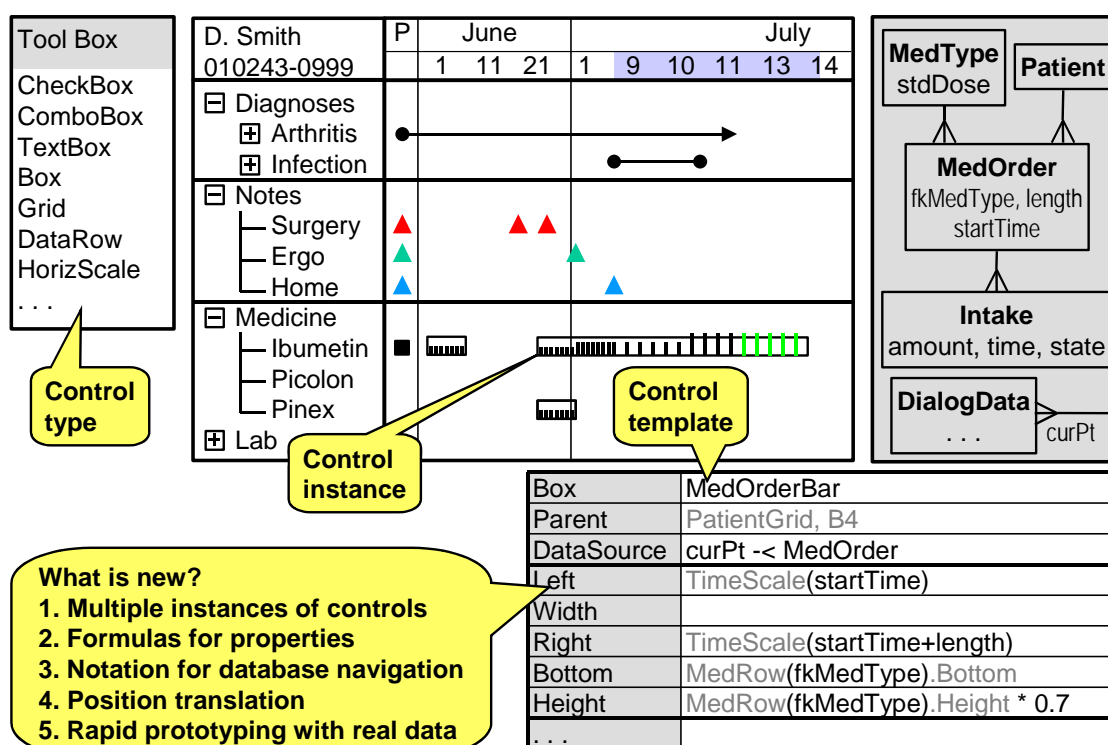 Tool Box
CheckBox
ComboBox
TextBox
Box
Grid
DataRow
HorizScale
. . .
Control
type
D. Smith
010243-0999
P June July
1 11 21 1 9 10 11 13 14
Diagnoses
Arthritis
Infection
Notes
Surgery
Ergo
Home
Medicine
Ibumetin
Picolon
Pinex
Lab
Control
instance
Control
template
MedType
stdDose
Patient
MedOrder
fkMedType, length
startTime
Intake
amount, time, state
DialogData
. . .
curPt
Box MedOrderBar
Parent PatientGrid, B4
DataSource curPt -< MedOrder
Left TimeScale(startTime)
Width
Right TimeScale(startTime+length)
Bottom MedRow(fkMedType).Bottom
Height MedRow(fkMedType).Height * 0.7
. . .
What is new?
1. Multiple instances of controls
2. Formulas for properties
3. Notation for database navigation
4. Position translation
5. Rapid prototyping with real data